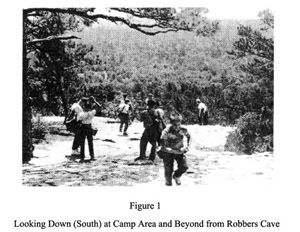 Figure 1
Looking Down (South) at Camp Area and Beyond from Robbers Cave